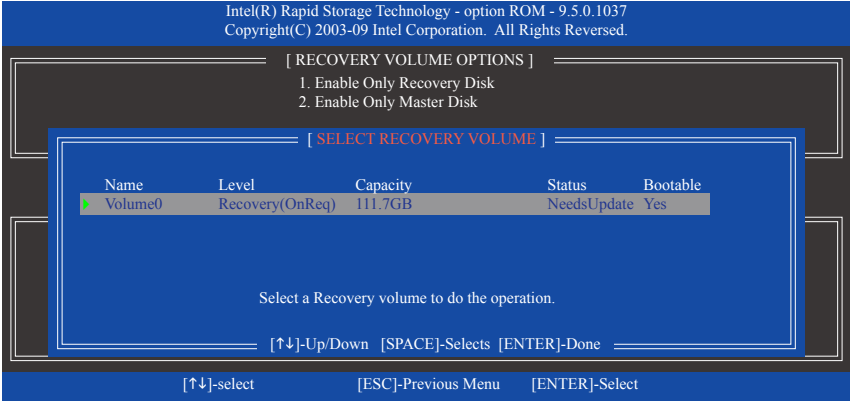 Intel(R) Rapid Storage Technology - option ROM - 9.5.0.1037
Copyright(C) 2003-09 Intel Corporation.  All Rights Reversed.
[ RECOVERY VOLUME OPTIONS ]
1. Enable Only Recovery Disk
2. Enable Only Master Disk
[ SELECT RECOVERY VOLUME ]
Name Level Capacity Status Bootable
Volume0 Recovery(OnReq) 111.7GB NeedsUpdate Yes
Select a Recovery volume to do the operation.
[↑↓]-Up/Down [SPACE]-Selects [ENTER]-Done
[↑↓]-select [ESC]-Previous Menu [ENTER]-Select